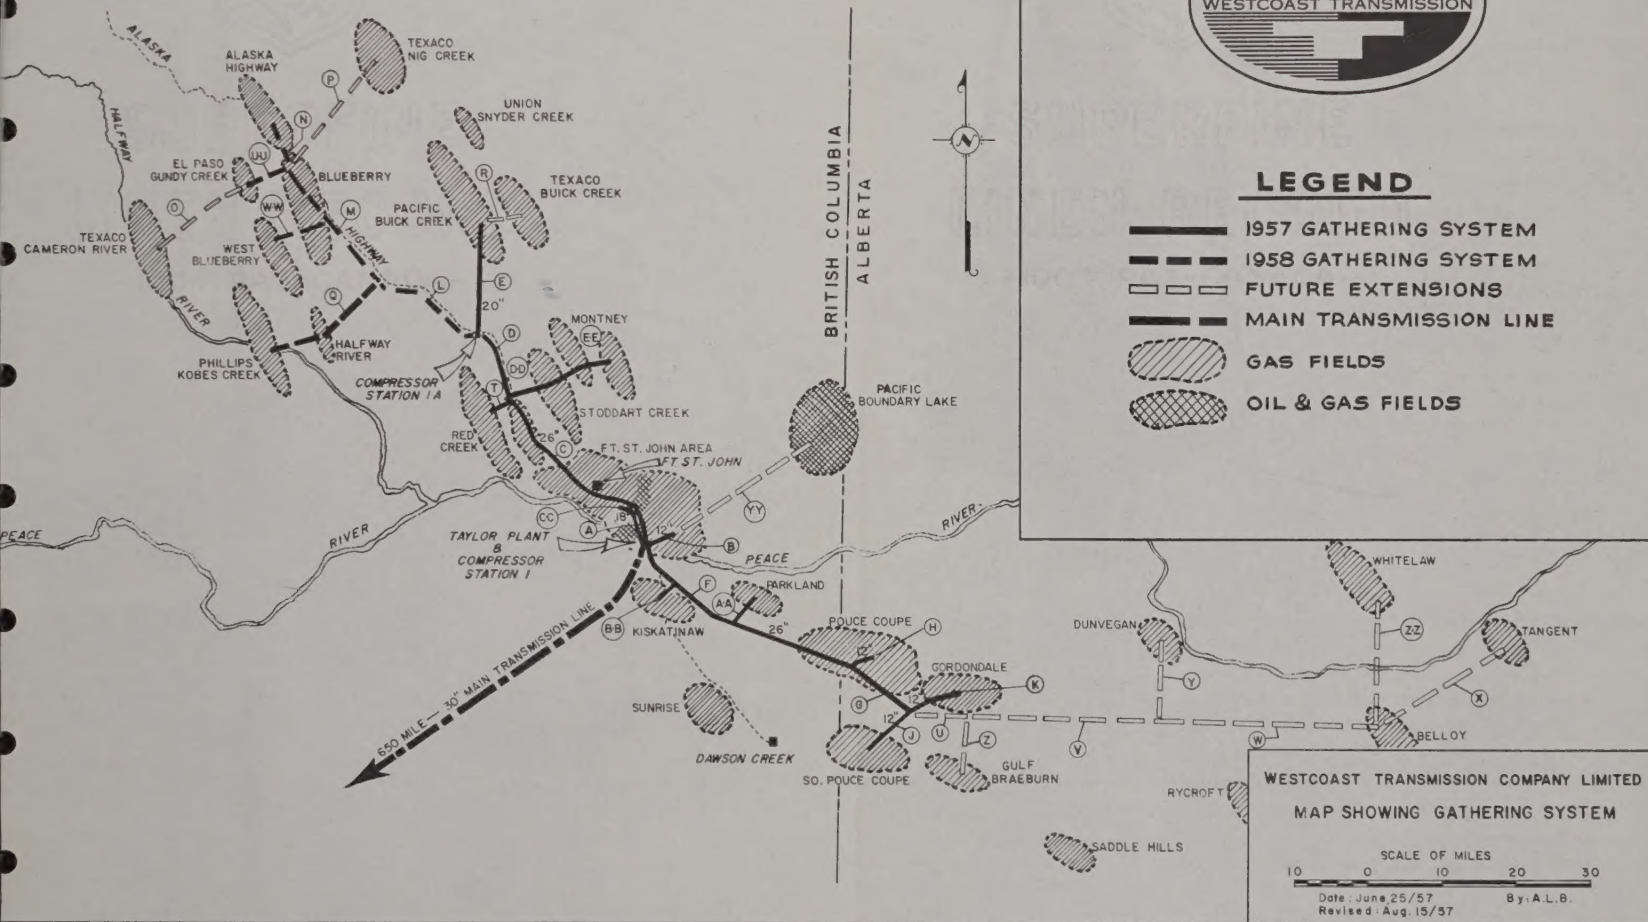 WESTCOAST TRANSMISSION
LEGEND
1957 GATHERING SYSTEM
1958 GATHERING SYSTEM
FUTURE EXTENSIONS
MAIN TRANSMISSION LINE
GAS FIELDS
OIL & GAS FIELDS
ALASKA
HIGHWAY
ALASKA
HIGHWAY
TEXACO
NIG CREEK
P
N
UNION
SNYDER CREEK
HALFWAY
RIVER
U-U
EL PASO
GUNDY CREEK
BLUEBERRY
R
TEXACO
BUICK CREEK
PACIFIC
BUICK CREEK
O
W-W
M
TEXACO
CAMERON RIVER
WEST
BLUEBERRY
L
E
20"
Q
HALFWAY
RIVER
PHILLIPS
KOBES CREEK
D
MONTNEY
E-E
D-D
COMPRESSOR
STATION 1A
T
STODDART CREEK
RED
CREEK
26"
C
FT. ST. JOHN AREA
FT. ST. JOHN
BRITISH COLUMBIA
ALBERTA
N
PACIFIC
BOUNDARY LAKE
Y-Y
C-C
A
18"
12"
B
TAYLOR PLANT
&
COMPRESSOR
STATION 1
PEACE
RIVER
PEACE
RIVER
F
PARKLAND
A-A
B-B
KISKATINAW
26"
650 MILE — 30" MAIN TRANSMISSION LINE
SUNRISE
DAWSON CREEK
POUCE COUPE
H
12"
GORDONDALE
K
12"
G
12"
J
U
SO. POUCE COUPE
Z
GULF
BRAEBURN
V
W
DUNVEGAN
Y
WHITELAW
Z-Z
TANGENT
X
BELLOY
RYCROFT
SADDLE HILLS
WESTCOAST TRANSMISSION COMPANY LIMITED
MAP SHOWING GATHERING SYSTEM
SCALE OF MILES
10 0 10 20 30
Date: June, 25/57 By: A.L.B.
Revised: Aug. 15/57